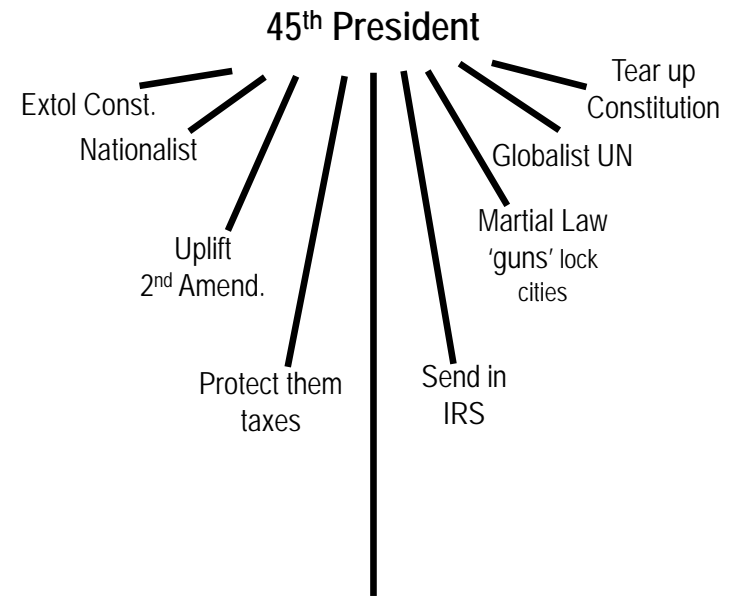 45th President
Extol Const.
Nationalist
Uplift
2nd Amend.
Protect them
taxes
Tear up
Constitution
Globalist UN
Martial Law
‘guns’ lock
cities
Send in
IRS